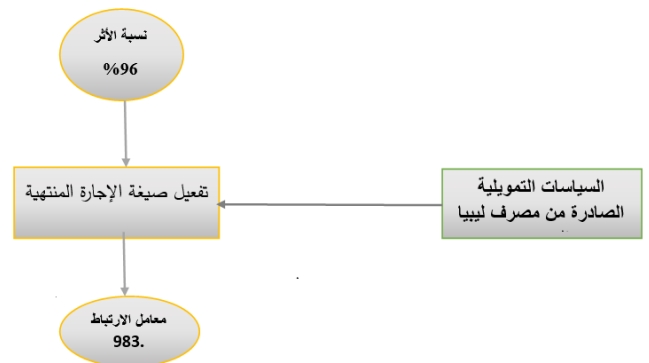 نسبة الأثر
%96
تفعيل صيغة الإجارة المنتهية
السياسات التمويلية
الصادرة من مصرف ليبيا
معامل الارتباط
983.